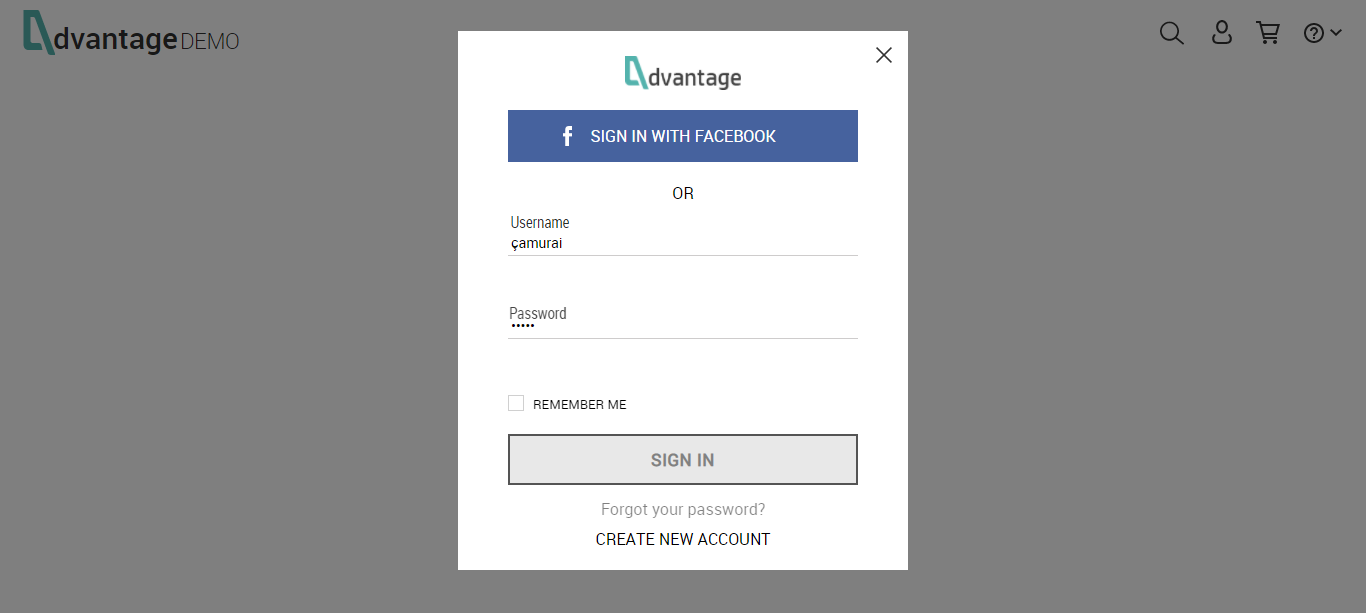 dvantage DEMO
dvantage
SIGN IN WITH FACEBOOK
OR
Username
çamurai
Password
•••••
REMEMBER ME
SIGN IN
Forgot your password?
CREATE NEW ACCOUNT